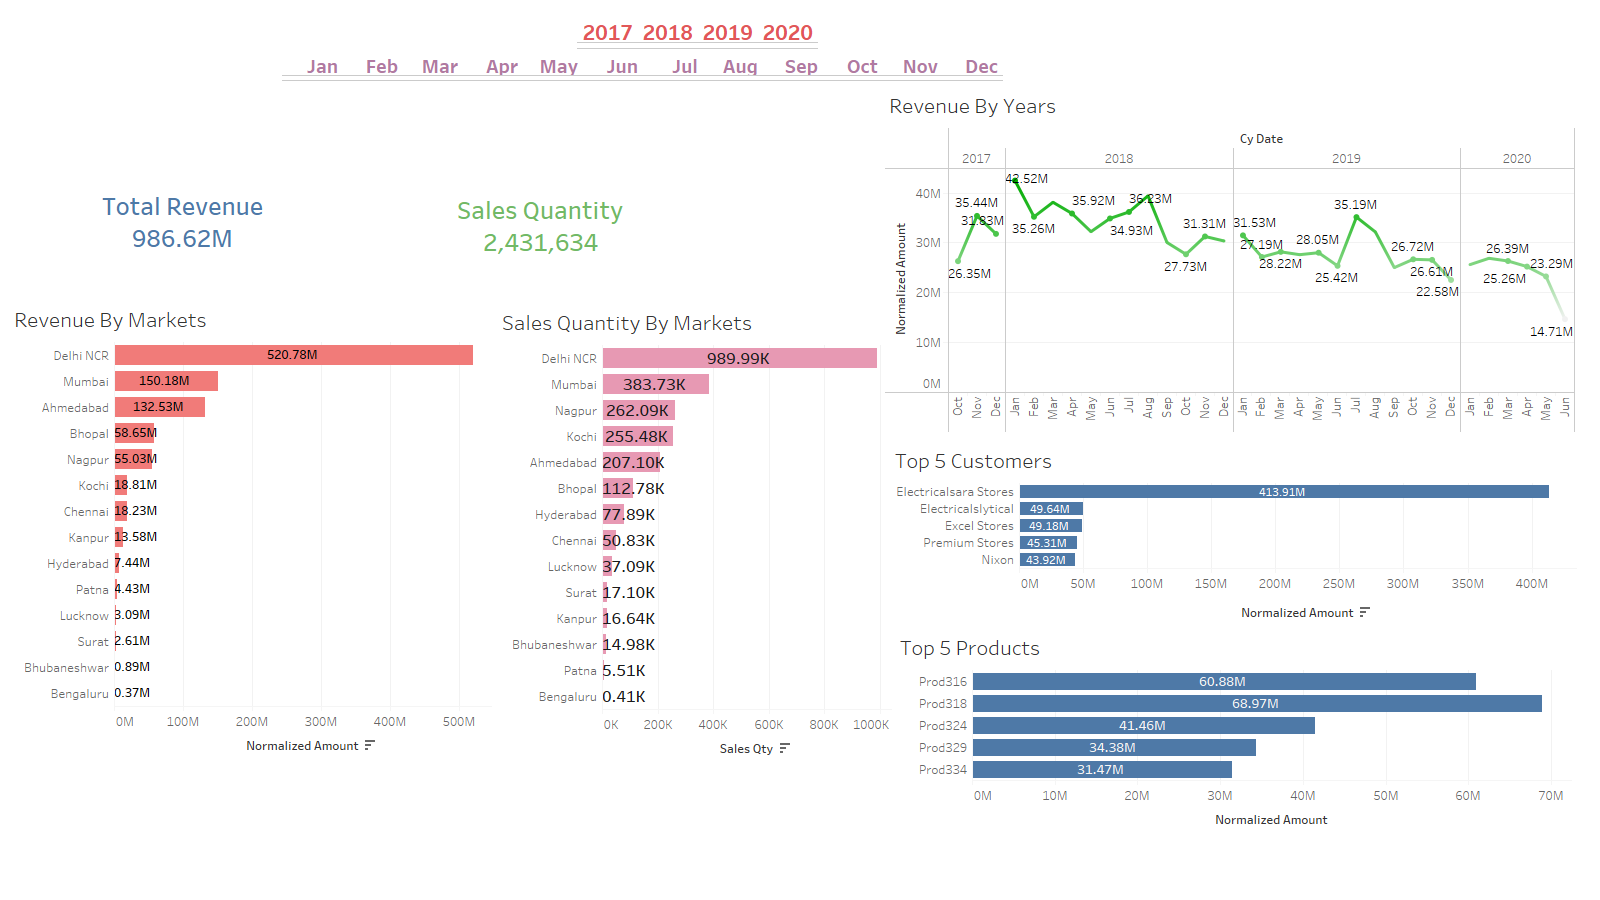 2017 2018 2019 2020
Jan Feb Mar Apr May Jun Jul Aug Sep Oct Nov Dec
Total Revenue
986.62M
Sales Quantity
2,431,634
Revenue By Markets
Delhi NCR 520.78M
Mumbai 150.18M
Ahmedabad 132.53M
Bhopal 58.65M
Nagpur 55.03M
Kochi 18.81M
Chennai 18.23M
Kanpur 13.58M
Hyderabad 7.44M
Patna 4.43M
Lucknow 3.09M
Surat 2.61M
Bhubaneshwar 0.89M
Bengaluru 0.37M
0M 100M 200M 300M 400M 500M
Normalized Amount
Sales Quantity By Markets
Delhi NCR 989.99K
Mumbai 383.73K
Nagpur 262.09K
Kochi 255.48K
Ahmedabad 207.10K
Bhopal 112.78K
Hyderabad 77.89K
Chennai 50.83K
Lucknow 37.09K
Surat 17.10K
Kanpur 16.64K
Bhubaneshwar 14.98K
Patna 5.51K
Bengaluru 0.41K
0K 200K 400K 600K 800K 1000K
Sales Qty
Revenue By Years
Cy Date
2017 2018 2019 2020
Normalized Amount
40M
30M
20M
10M
0M
26.35M 35.44M 31.83M 42.52M 35.26M 35.92M 34.93M 36.23M 27.73M 31.31M 31.53M 27.19M 28.22M 28.05M 25.42M 35.19M 26.72M 26.61M 22.58M 26.39M 25.26M 23.29M 14.71M
Oct Nov Dec Jan Feb Mar Apr May Jun Jul Aug Sep Oct Nov Dec Jan Feb Mar Apr May Jun Jul Aug Sep Oct Nov Dec Jan Feb Mar Apr May Jun
Top 5 Customers
Electricalsara Stores 413.91M
Electricalslytical 49.64M
Excel Stores 49.18M
Premium Stores 45.31M
Nixon 43.92M
0M 50M 100M 150M 200M 250M 300M 350M 400M
Normalized Amount
Top 5 Products
Prod316 60.88M
Prod318 68.97M
Prod324 41.46M
Prod329 34.38M
Prod334 31.47M
0M 10M 20M 30M 40M 50M 60M 70M
Normalized Amount